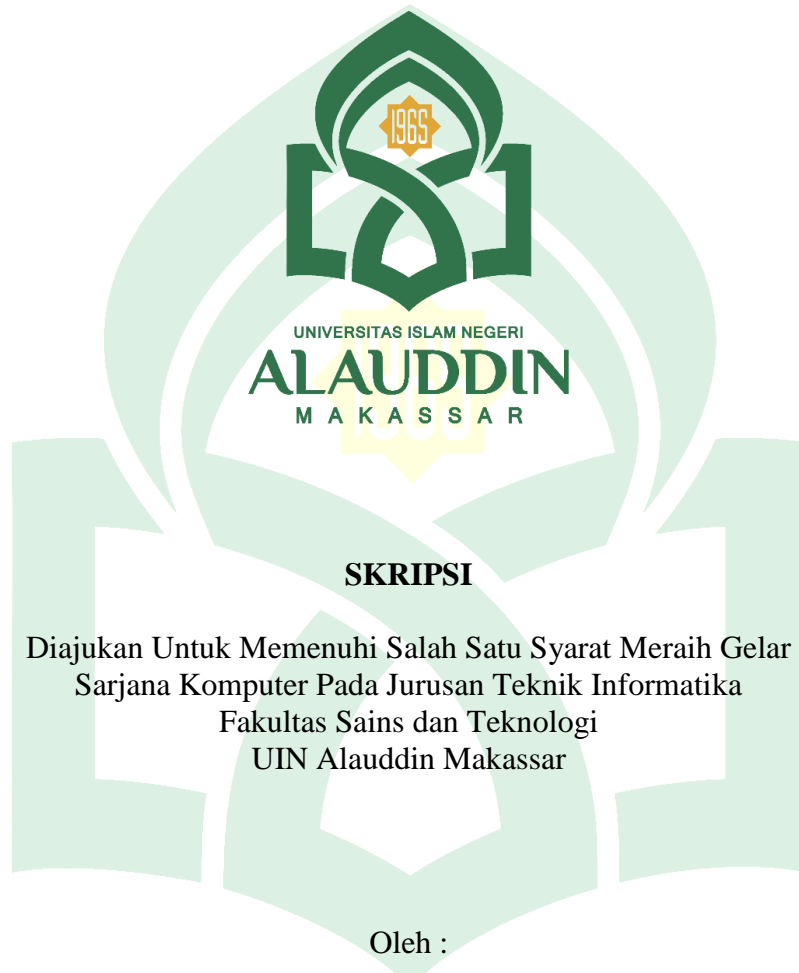 1965
UNIVERSITAS ISLAM NEGERI
ALAUDDIN
MAKASSAR
SKRIPSI
Diajukan Untuk Memenuhi Salah Satu Syarat Meraih Gelar
Sarjana Komputer Pada Jurusan Teknik Informatika
Fakultas Sains dan Teknologi
UIN Alauddin Makassar
Oleh :